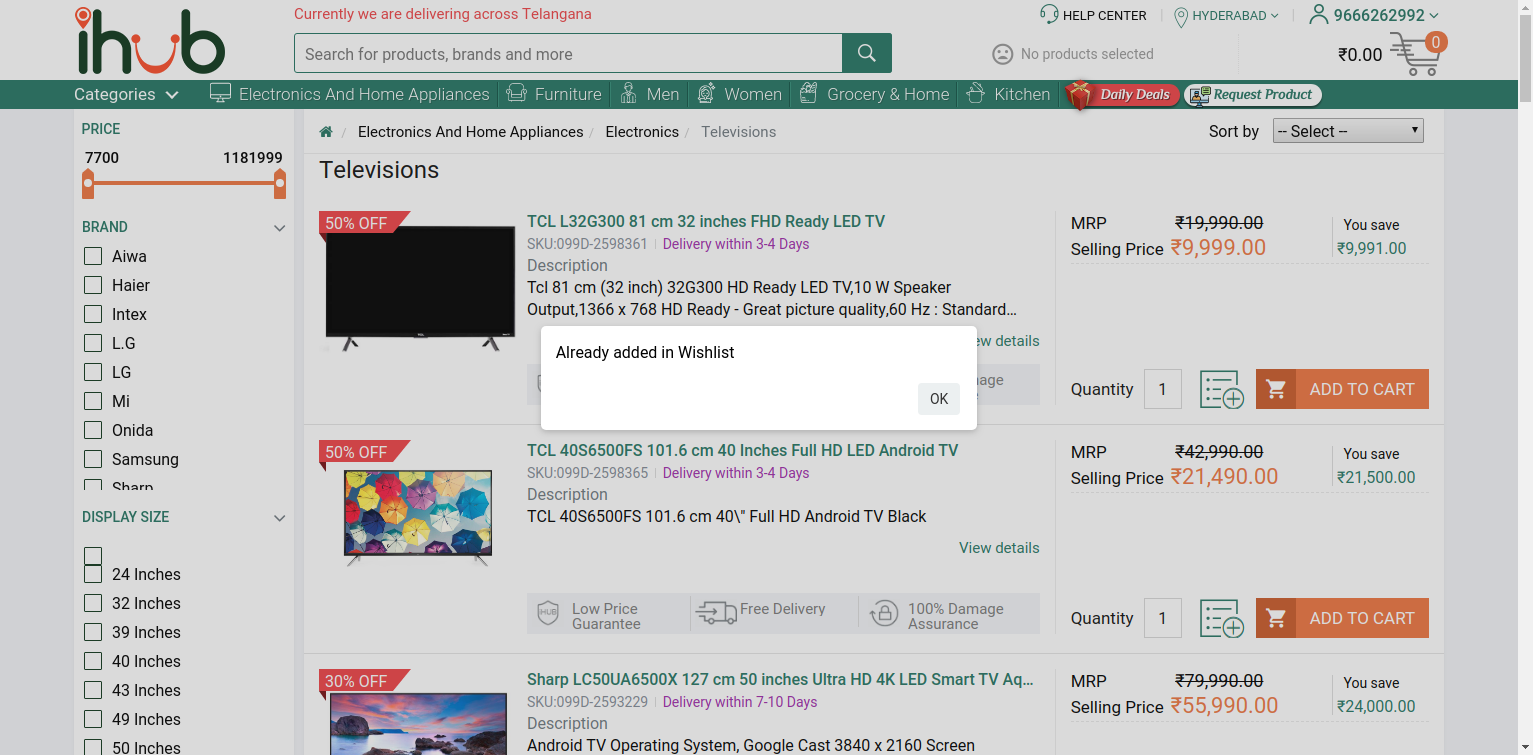 ihub
Currently we are delivering across Telangana
Search for products, brands and more
HELP CENTER
HYDERABAD
9666262992
No products selected
₹0.00
0
Categories
Electronics And Home Appliances
Furniture
Men
Women
Grocery & Home
Kitchen
Daily Deals
Request Product
PRICE
7700 1181999
BRAND
Aiwa
Haier
Intex
L.G
LG
Mi
Onida
Samsung
Sharp
DISPLAY SIZE
24 Inches
32 Inches
39 Inches
40 Inches
43 Inches
49 Inches
50 Inches
/ Electronics And Home Appliances / Electronics / Televisions
Sort by
-- Select --
Televisions
50% OFF
TCL L32G300 81 cm 32 inches FHD Ready LED TV
SKU:099D-2598361 | Delivery within 3-4 Days
Description
Tcl 81 cm (32 inch) 32G300 HD Ready LED TV,10 W Speaker
Output,1366 x 768 HD Ready - Great picture quality,60 Hz : Standard...
ew details
MRP ₹19,990.00
Selling Price ₹9,999.00
You save
₹9,991.00
Quantity 1
ADD TO CART
Already added in Wishlist
OK
50% OFF
TCL 40S6500FS 101.6 cm 40 Inches Full HD LED Android TV
SKU:099D-2598365 | Delivery within 3-4 Days
Description
TCL 40S6500FS 101.6 cm 40\" Full HD Android TV Black
View details
iHUB
Low Price
Guarantee
Free Delivery
100% Damage
Assurance
MRP ₹42,990.00
Selling Price ₹21,490.00
You save
₹21,500.00
Quantity 1
ADD TO CART
30% OFF
Sharp LC50UA6500X 127 cm 50 inches Ultra HD 4K LED Smart TV Aq...
SKU:099D-2593229 | Delivery within 7-10 Days
Description
Android TV Operating System, Google Cast 3840 x 2160 Screen
MRP ₹79,990.00
Selling Price ₹55,990.00
You save
₹24,000.00